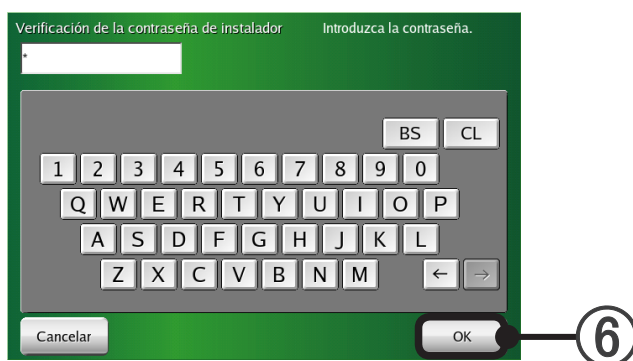 Verificación de la contraseña de instalador Introduzca la contraseña.
*
BS CL
1 2 3 4 5 6 7 8 9 0
Q W E R T Y U I O P
A S D F G H J K L
Z X C V B N M ← →
Cancelar OK 6